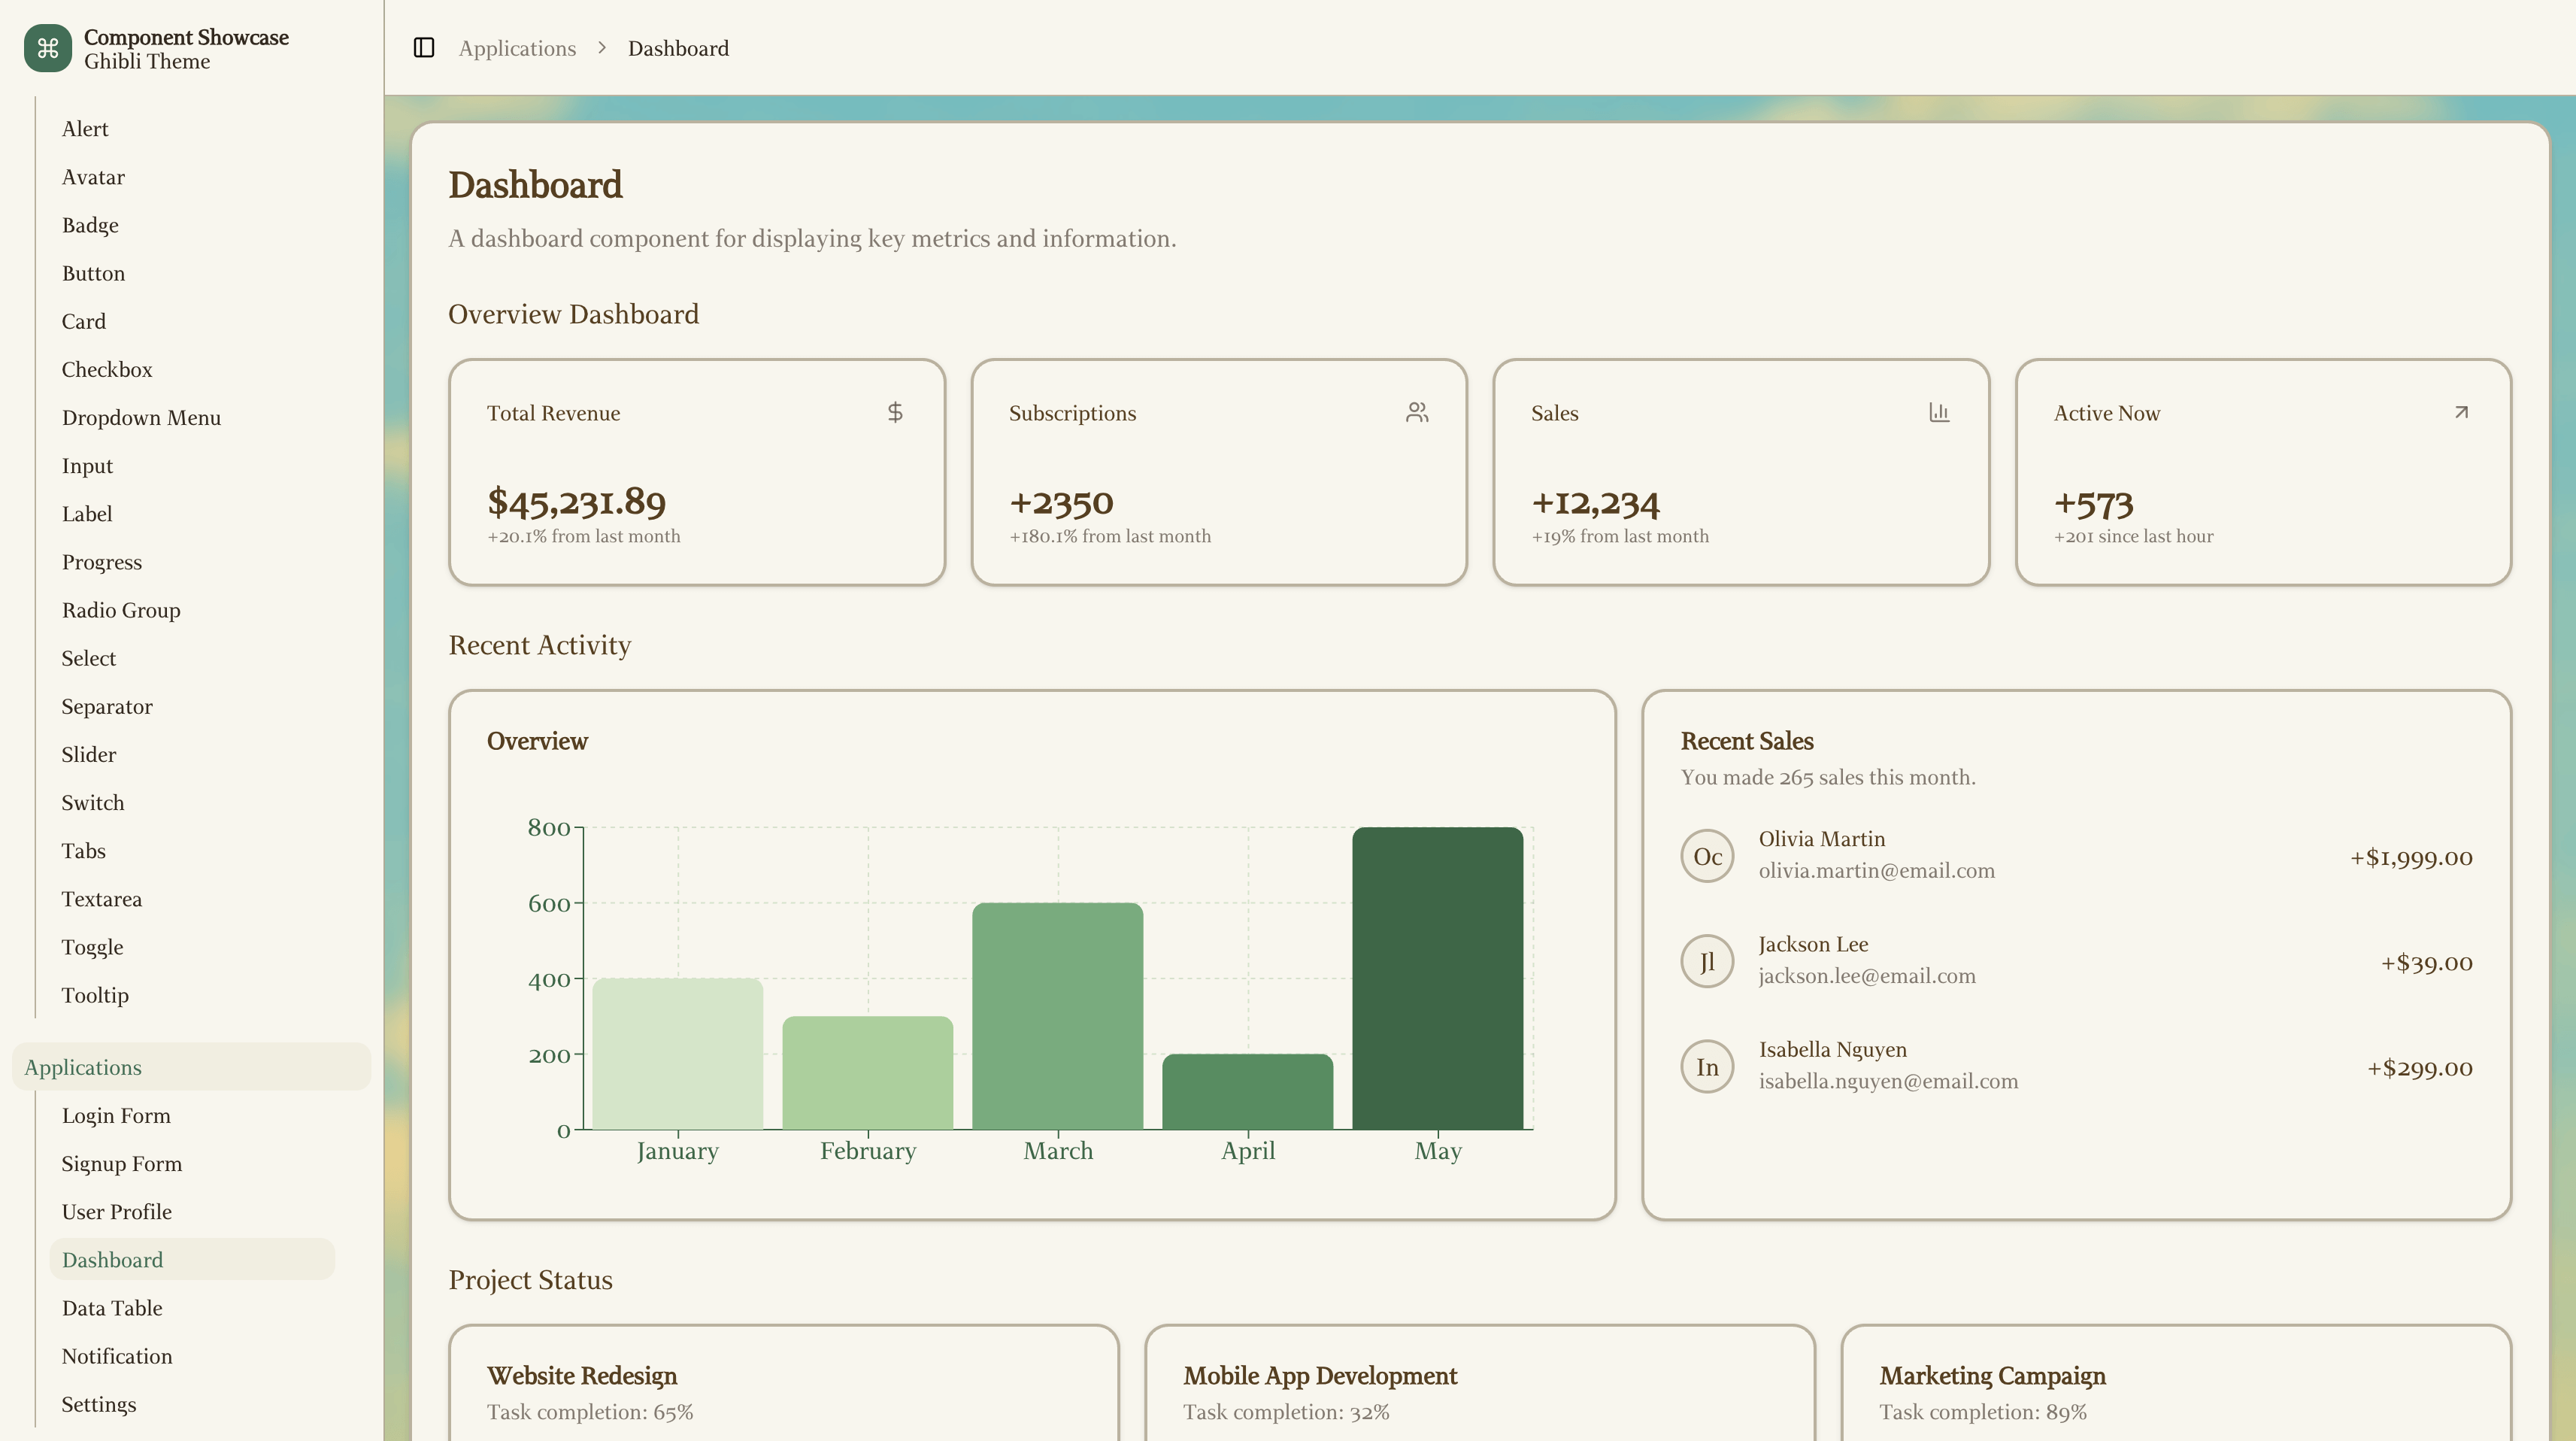 Component Showcase
Ghibli Theme
Alert
Avatar
Badge
Button
Card
Checkbox
Dropdown Menu
Input
Label
Progress
Radio Group
Select
Separator
Slider
Switch
Tabs
Textarea
Toggle
Tooltip
Applications
Login Form
Signup Form
User Profile
Dashboard
Data Table
Notification
Settings
Applications > Dashboard
Dashboard
A dashboard component for displaying key metrics and information.
Overview Dashboard
Total Revenue
$45,231.89
+20.1% from last month
Subscriptions
+2350
+180.1% from last month
Sales
+12,234
+19% from last month
Active Now
+573
+201 since last hour
Recent Activity
Overview
800
600
400
200
0
January February March April May
Recent Sales
You made 265 sales this month.
Oc
Olivia Martin
olivia.martin@email.com
+$1,999.00
Jl
Jackson Lee
jackson.lee@email.com
+$39.00
In
Isabella Nguyen
isabella.nguyen@email.com
+$299.00
Project Status
Website Redesign
Task completion: 65%
Mobile App Development
Task completion: 32%
Marketing Campaign
Task completion: 89%